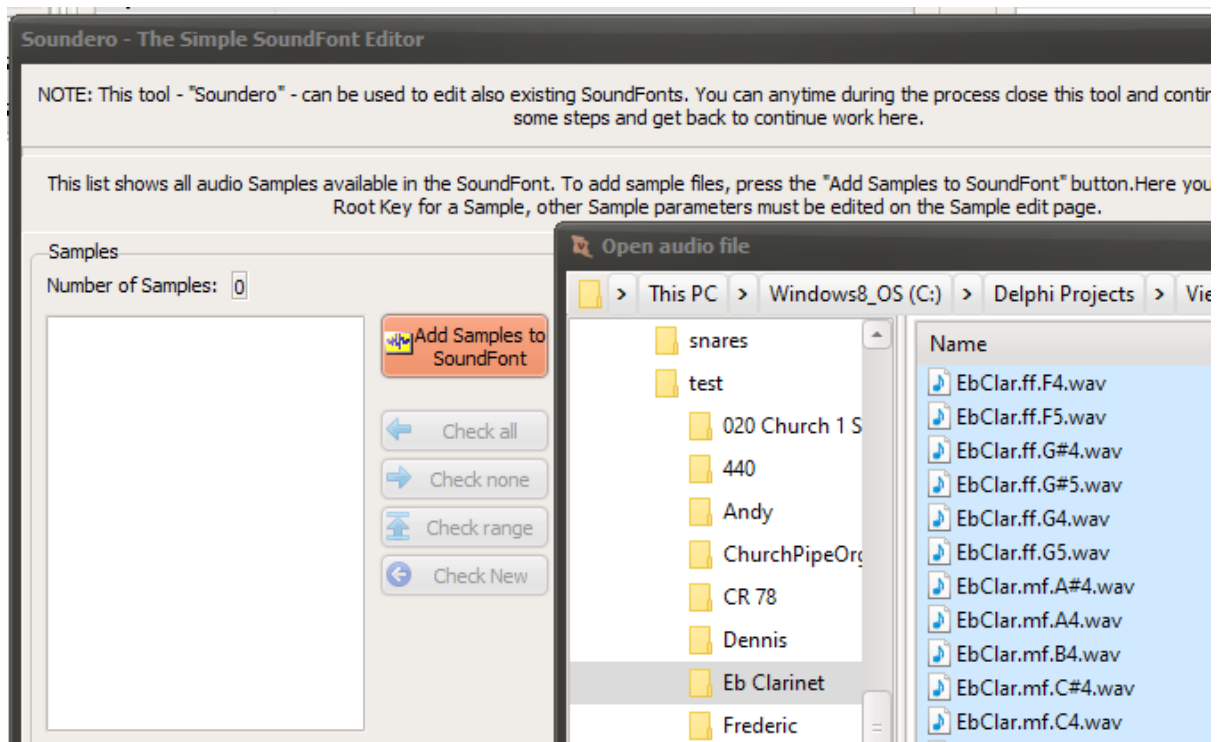 Soundero - The Simple SoundFont Editor
NOTE: This tool - "Soundero" - can be used to edit also existing SoundFonts. You can anytime during the process close this tool and
some steps and get back to continue work here.
This list shows all audio Samples available in the SoundFont. To add sample files, press the "Add Samples to SoundFont" button.Here you
Root Key for a Sample, other Sample parameters must be edited on the Sample edit page.
Samples
Number of Samples: 0
Add Samples to
SoundFont
Check all
Check none
Check range
Check New
Open audio file
> This PC > Windows8_OS (C:) > Delphi Projects >
snares
test
020 Church 1 S
440
Andy
ChurchPipeOrg
CR 78
Dennis
Eb Clarinet
Frederic
Name
EbClar.ff.F4.wav
EbClar.ff.F5.wav
EbClar.ff.G#4.wav
EbClar.ff.G#5.wav
EbClar.ff.G4.wav
EbClar.ff.G5.wav
EbClar.mf.A#4.wav
EbClar.mf.A4.wav
EbClar.mf.B4.wav
EbClar.mf.C#4.wav
EbClar.mf.C4.wav